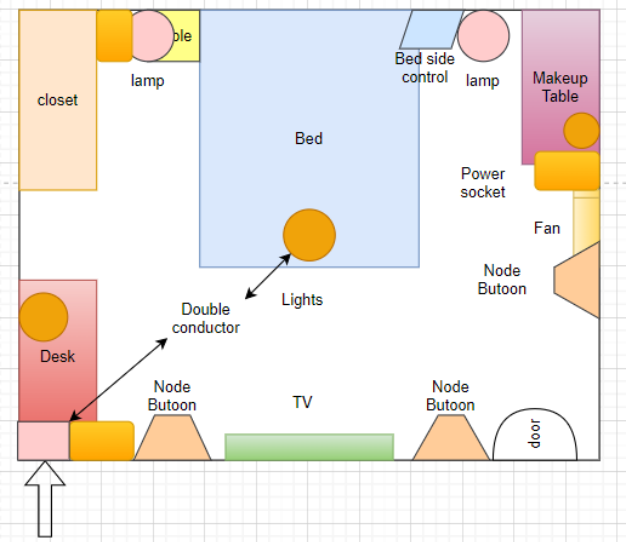 ble
lamp
closet
Bed
Bed side
control
lamp
Makeup
Table
Power
socket
Fan
Node
Butoon
Lights
Double
conductor
Desk
Node
Butoon
TV
Node
Butoon
door